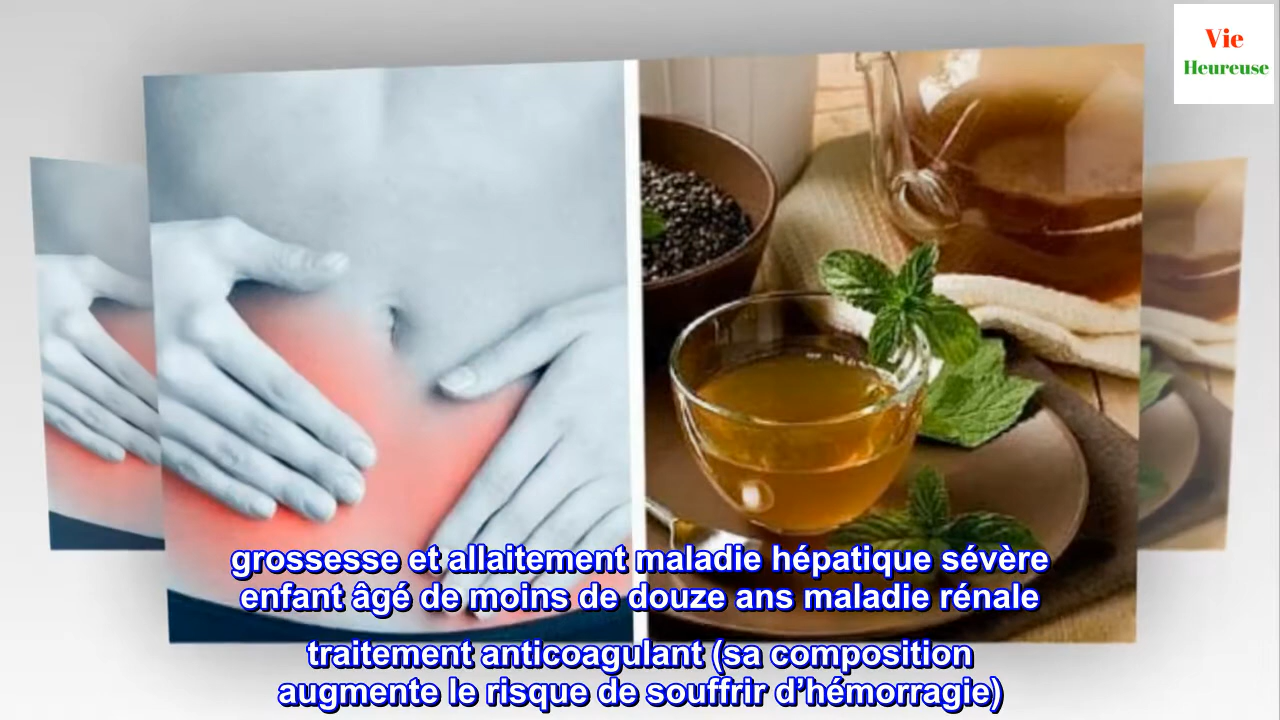 Vie
Heureuse
grossesse et allaitement maladie hépatique sévère
enfant âgé de moins de douze ans maladie rénale
traitement anticoagulant (sa composition
augmente le risque de souffrir d’hémorragie)